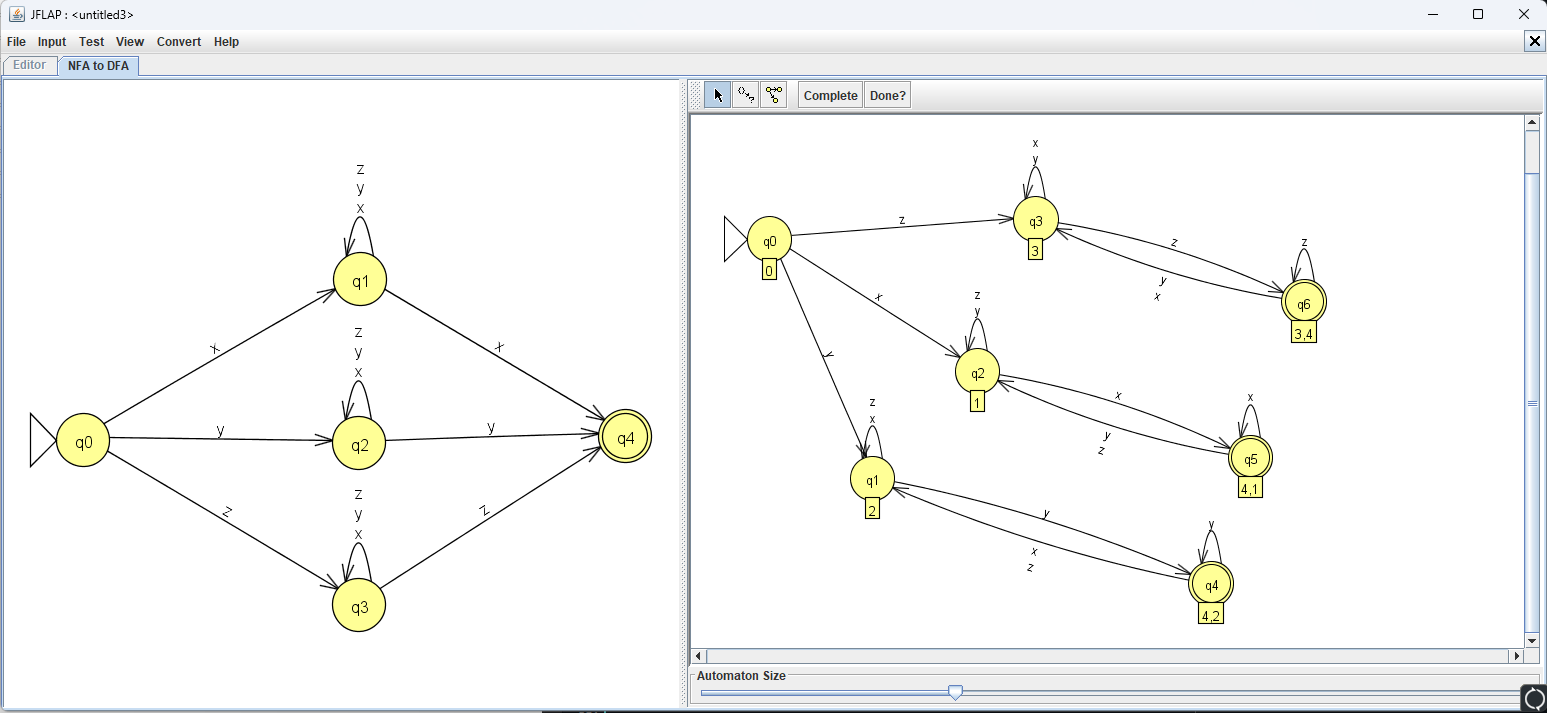 JFLAP : <untitled3>
File Input Test View Convert Help
Editor NFA to DFA
Complete Done?
z
y
x
q1
x
x
z
y
x
q0
y
q2
y
q4
z
z
z
y
x
q3
x
y
q3
3
z
q0
0
z
y
x
z
q6
3,4
x
z
y
q2
1
y
x
y
z
x
q5
4,1
z
x
q1
2
y
x
z
y
q4
4,2
Automaton Size